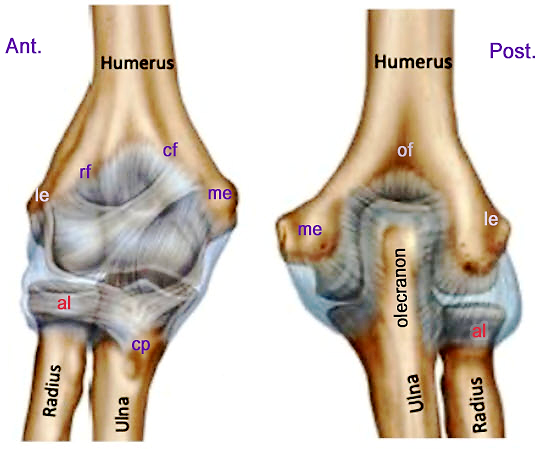 Ant.
Humerus
cf
rf
le
me
al
cp
Radius
Ulna
Post.
Humerus
of
me
le
olecranon
al
Ulna
Radius